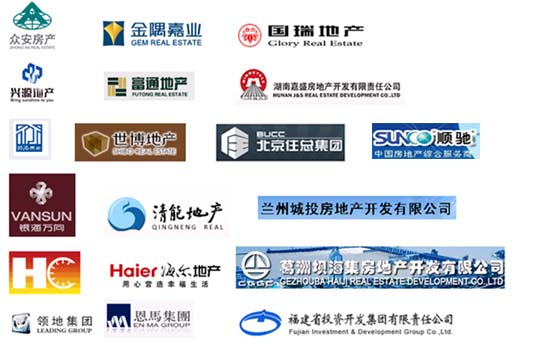 众安房产
ZHONG AN REAL ESTATE
金隅嘉业
GEM REAL ESTATE
国瑞地产
Glory Real Estate
兴源地产
Bring sunshine to you
富通地产
FUTONG REAL ESTATE
湖南嘉盛房地产开发有限责任公司
HUNAN J&S REAL ESTATE DEVELOPMENT CO.,LTD
世博地产
SHIBO REAL ESTATE
BUCC
北京住总集团
SUNCO 顺驰
中国房地产综合服务商
VANSUN
银海万向
清能地产
QINGNENG REAL
兰州城投房地产开发有限公司
HC
Haier 海尔地产
用心营造幸福生活
CGGC
葛洲坝海集房地产开发有限公司
GEZHOUBA HAIJI REAL ESTATE DEVELOPMENT CO.,LTD
领地集团
LEADING GROUP
恩馬集團
EN MA GROUP
福建省投资开发集团有限责任公司
Fujian Investment & Development Group Co.,Ltd.